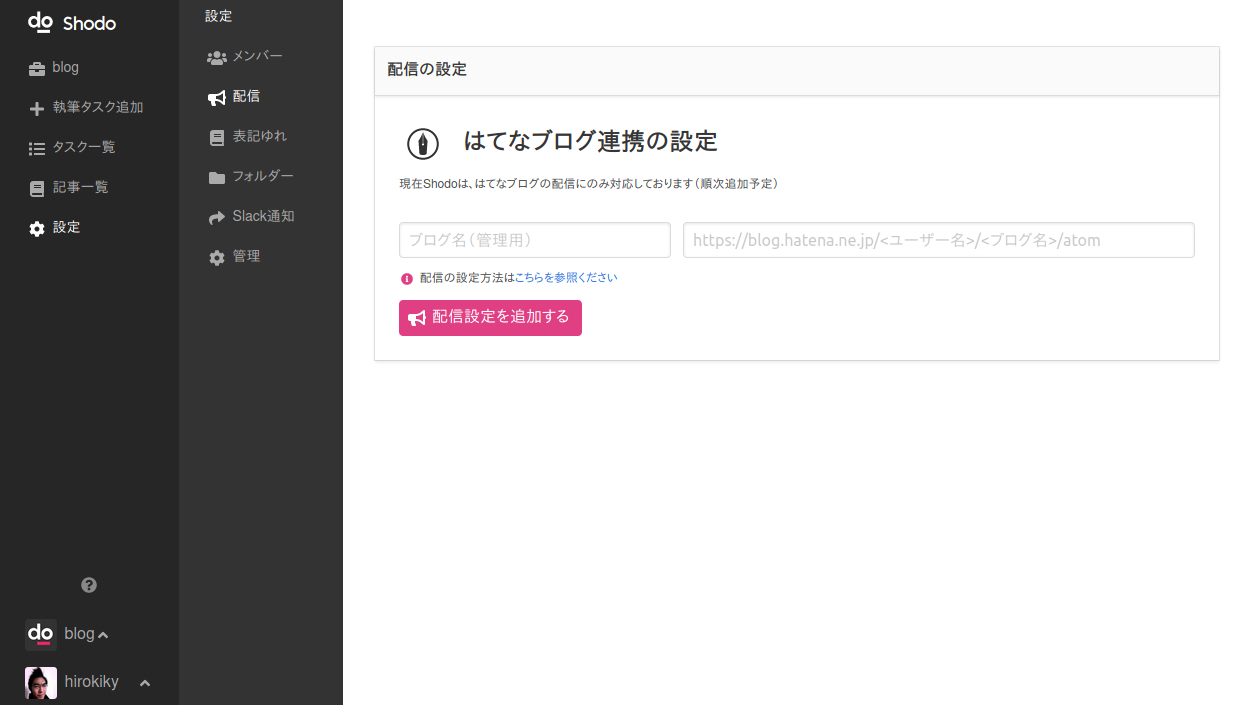 do Shodo
blog
執筆タスク追加
タスク一覧
記事一覧
設定
do blog
hirokiky
設定
メンバー
配信
表記ゆれ
フォルダー
Slack通知
管理
配信の設定
はてなブログ連携の設定
現在Shodoは、はてなブログの配信にのみ対応しております（順次追加予定）
ブログ名（管理用） https://blog.hatena.ne.jp/<ユーザー名>/<ブログ名>/atom
配信の設定方法はこちらを参照ください
配信設定を追加する